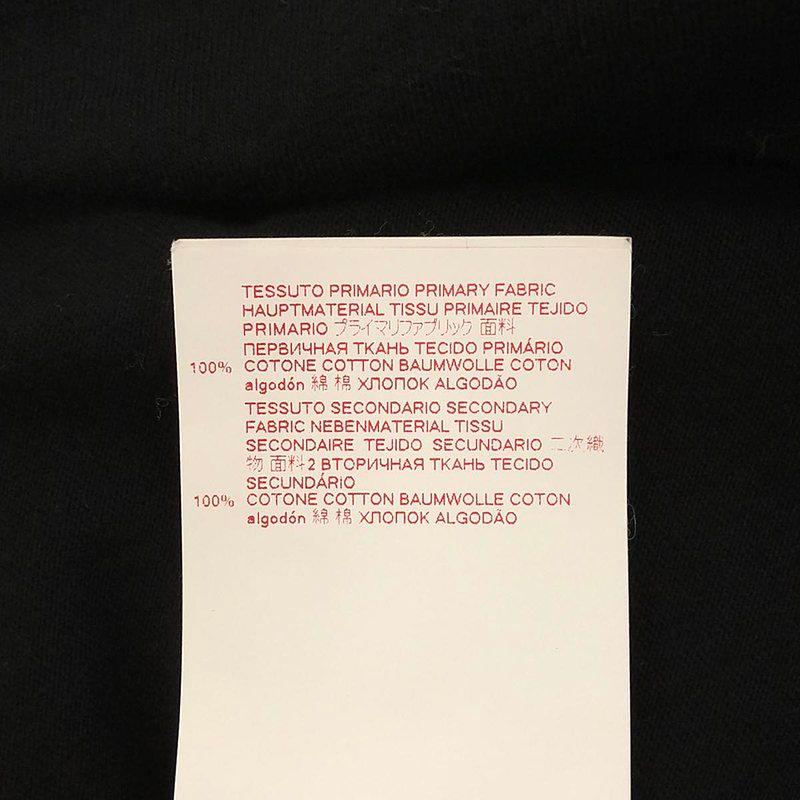 TESSUTO PRIMARIO PRIMARY FABRIC
HAUPTMATERIAL TISSU PRIMAIRE TEJIDO
PRIMARIO プライマリファブリック 面料
ПЕРВИЧНАЯ ТКАНЬ TECIDO PRIMÁRIO
100% COTONE COTTON BAUMWOLLE COTON
algodón 綿 棉 ХЛОПОК ALGODÃO
TESSUTO SECONDARIO SECONDARY
FABRIC NEBENMATERIAL TISSU
SECONDAIRE TEJIDO SECUNDARIO 二次織
物 面料2 ВТОРИЧНАЯ ТКАНЬ TECIDO
SECUNDÁRIO
100% COTONE COTTON BAUMWOLLE COTON
algodón 綿 棉 ХЛОПОК ALGODÃO